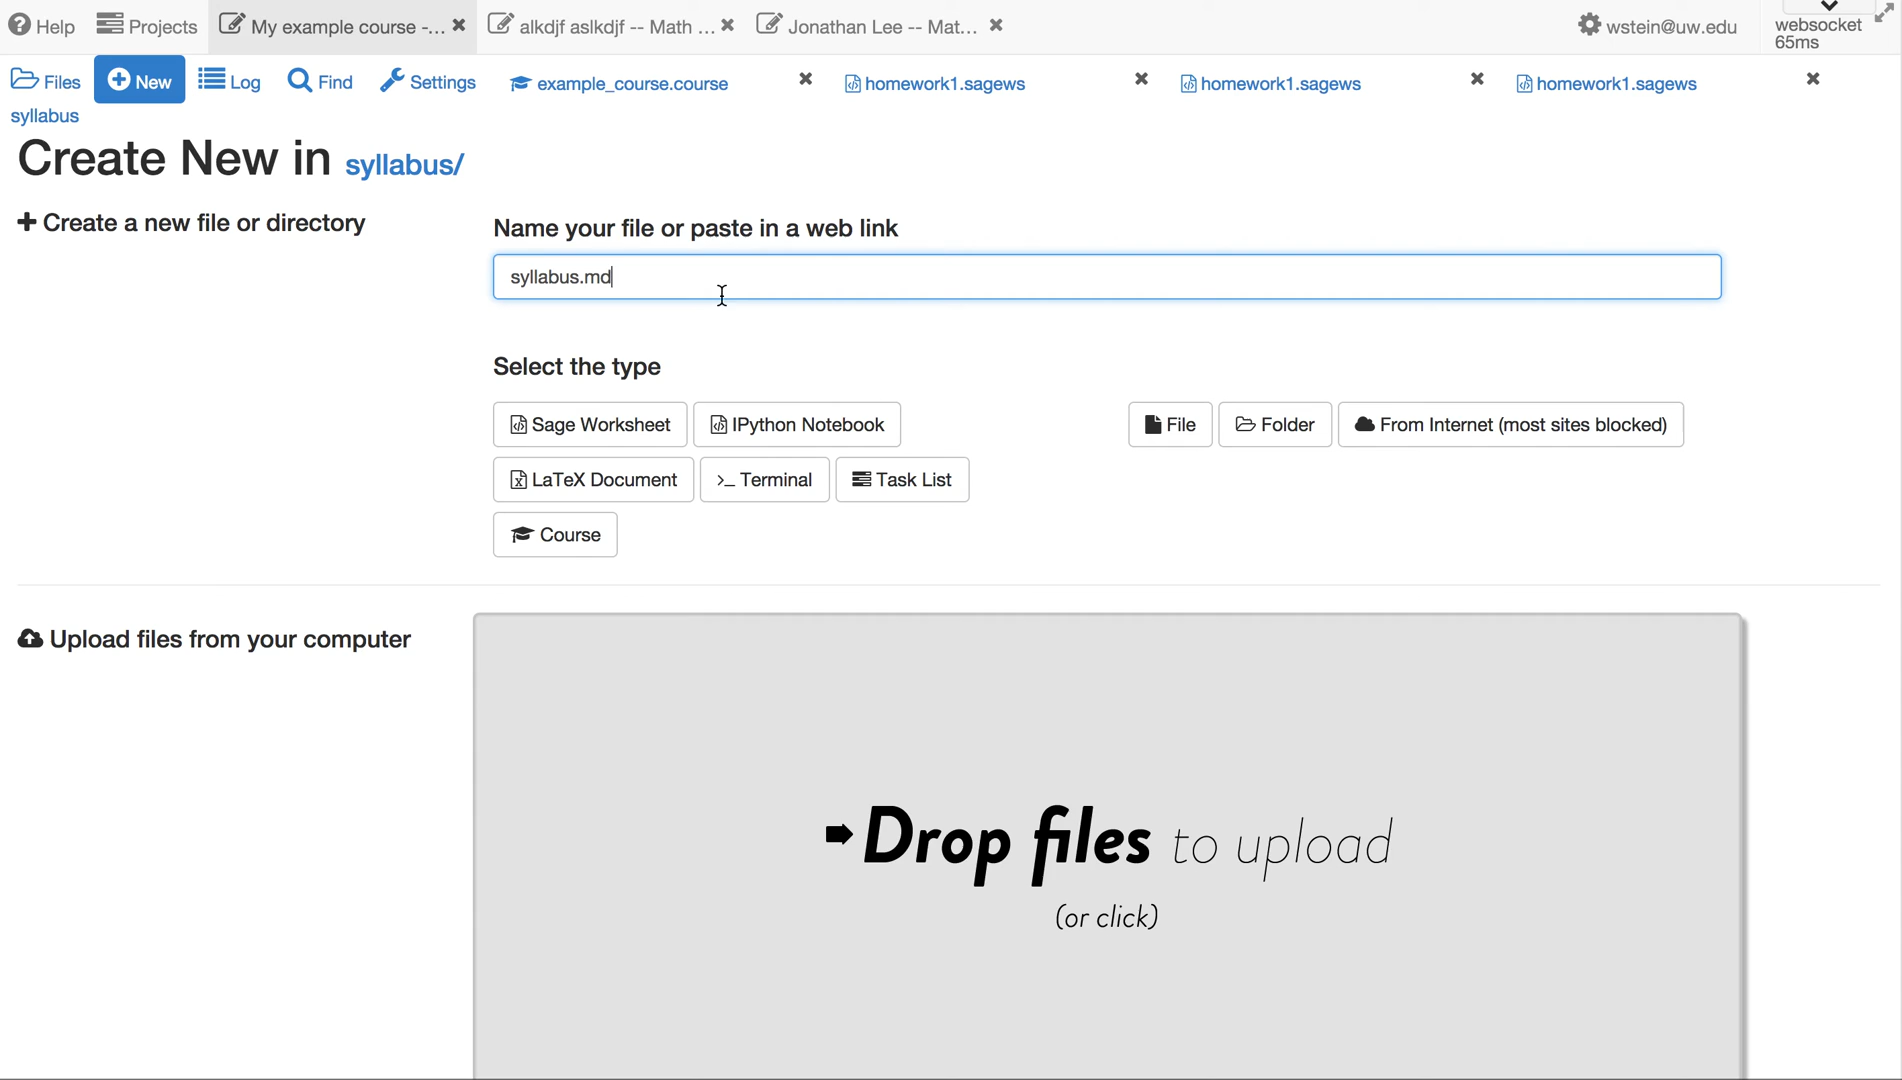 Help Projects My example course -... alkdjf aslkdjf -- Math ... Jonathan Lee -- Mat... wstein@uw.edu websocket
65ms
Files New Log Find Settings example_course.course homework1.sagews homework1.sagews homework1.sagews
syllabus
Create New in syllabus/
Create a new file or directory
Name your file or paste in a web link
syllabus.md
Select the type
Sage Worksheet IPython Notebook File Folder From Internet (most sites blocked)
LaTeX Document Terminal Task List
Course
Upload files from your computer
Drop files to upload
(or click)